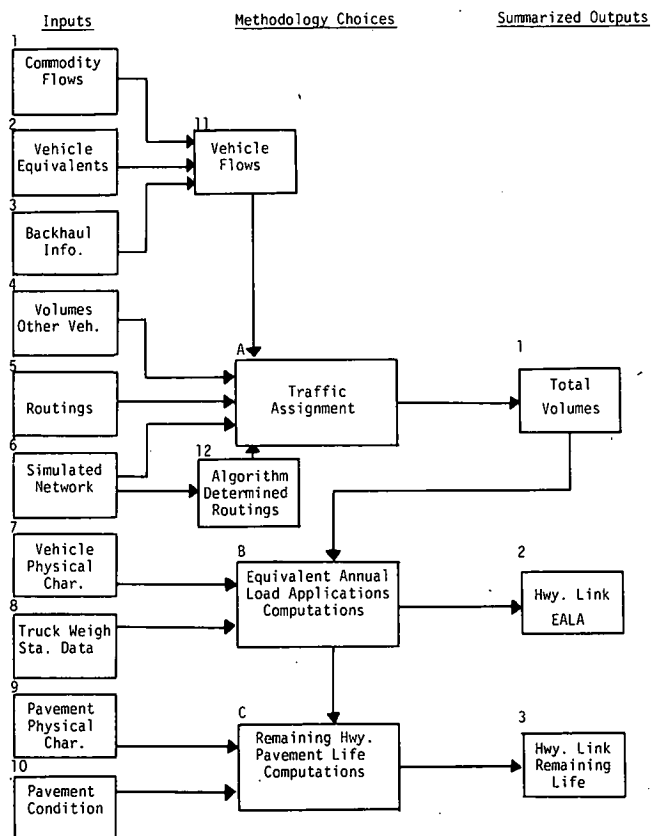 Inputs
Methodology Choices
Summarized Outputs
1
Commodity
Flows
2
Vehicle
Equivalents
11
Vehicle
Flows
3
Backhaul
Info.
4
Volumes
Other Veh.
5
Routings
A
Traffic
Assignment
1
Total
Volumes
6
Simulated
Network
12
Algorithm
Determined
Routings
7
Vehicle
Physical
Char.
8
Truck Weigh
Sta. Data
B
Equivalent Annual
Load Applications
Computations
2
Hwy. Link
EALA
9
Pavement
Physical
Char.
10
Pavement
Condition
C
Remaining Hwy.
Pavement Life
Computations
3
Hwy. Link
Remaining
Life